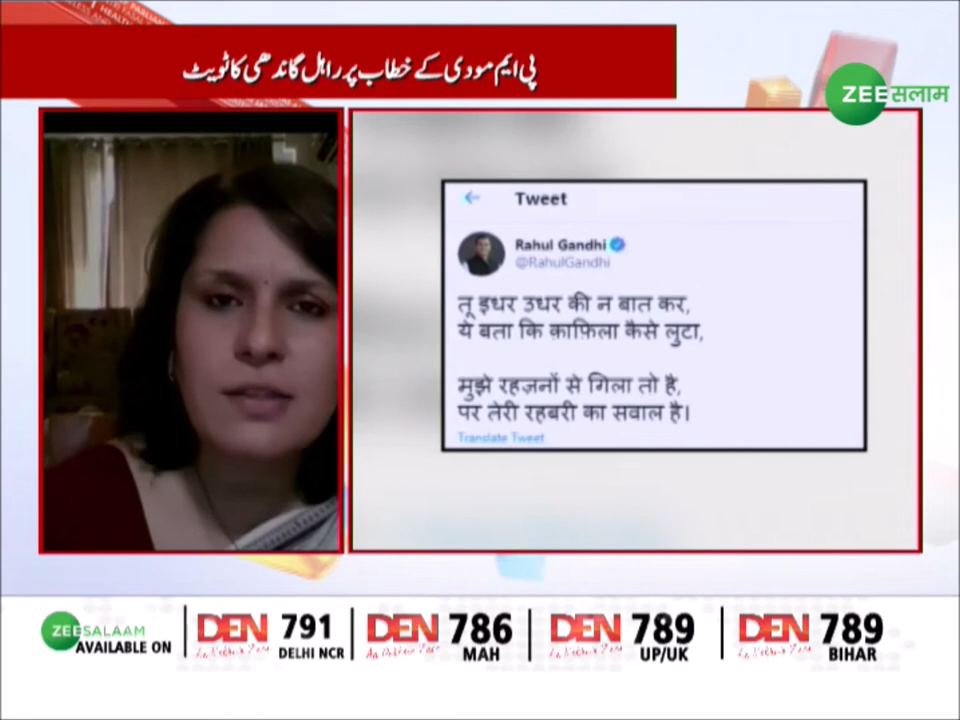 پی ایم مودی کے خطاب پر راہل گاندھی کا ٹویٹ
ZEE सलाम
Tweet
Rahul Gandhi
@RahulGandhi
तू इधर उधर की न बात कर,
ये बता कि क़ाफ़िला कैसे लुटा,
मुझे रहज़नों से गिला तो है,
पर तेरी रहबरी का सवाल है।
Translate Tweet
ZEE SALAAM
AVAILABLE ON
DEN 791
DELHI NCR
DEN 786
MAH
DEN 789
UP/UK
DEN 789
BIHAR